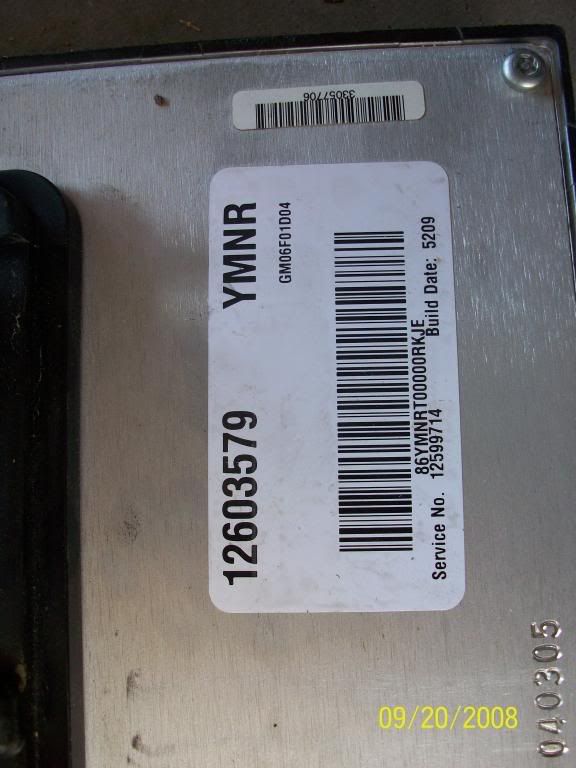 33057706
12603579 YMNR
GM06F01D04
86YMNRT00000RKJE
Service No. 12599714 Build Date: 5209
040305
09/20/2008